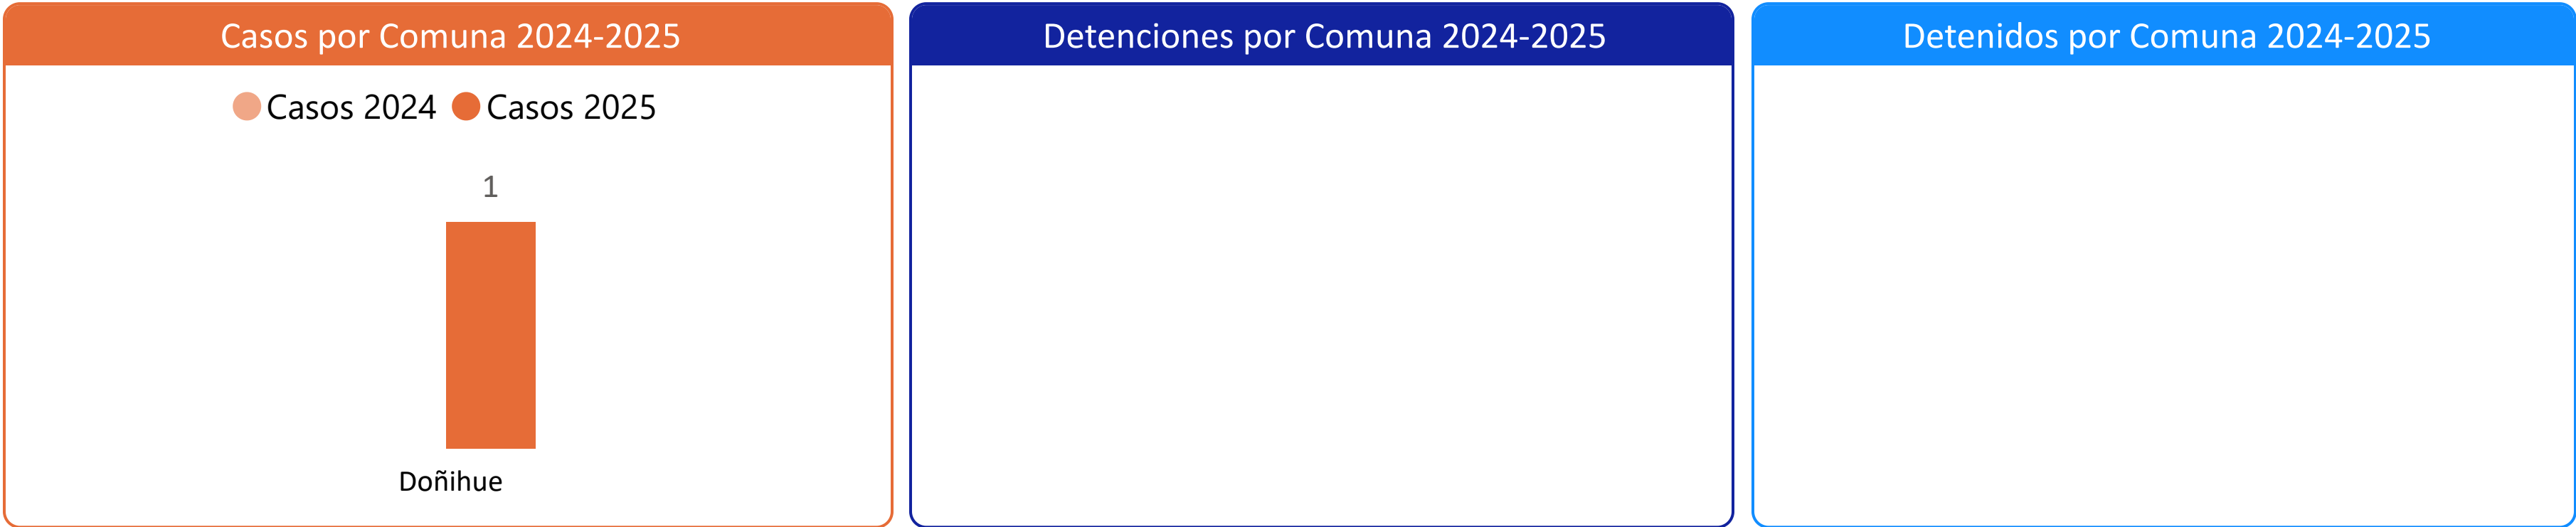 Casos por Comuna 2024-2025
Casos 2024 Casos 2025
1
Doñihue
Detenciones por Comuna 2024-2025
Detenidos por Comuna 2024-2025